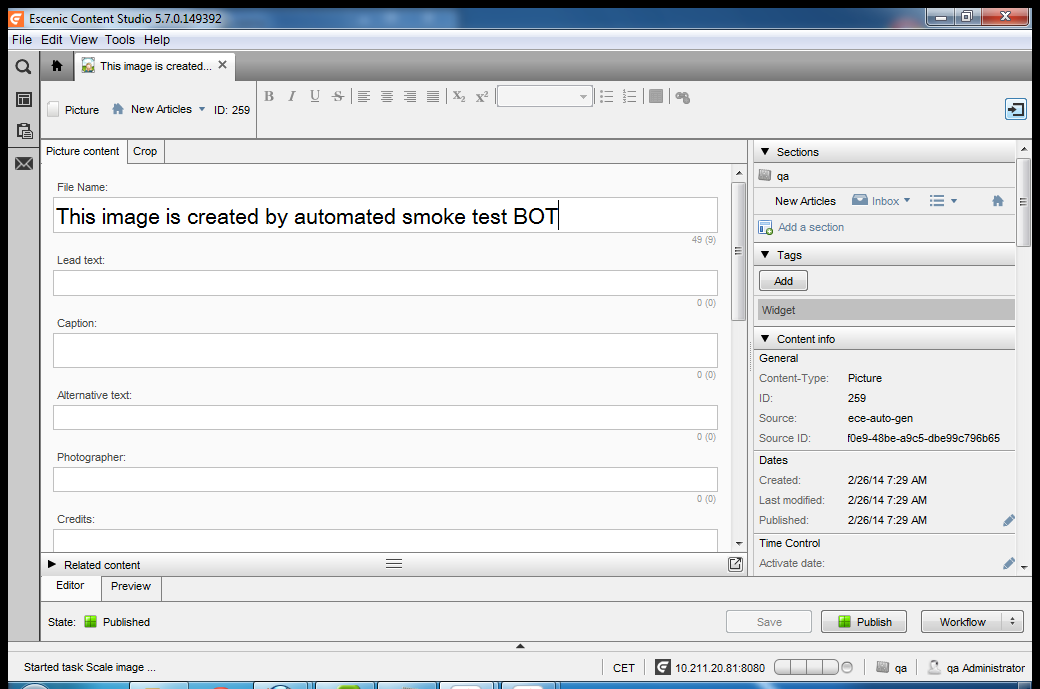 Escenic Content Studio 5.7.0.149392
File Edit View Tools Help
This image is created...
Picture New Articles ID: 259
B I U S X2 X2
Picture content Crop
File Name:
This image is created by automated smoke test BOT
49 (9)
Lead text:
0 (0)
Caption:
0 (0)
Alternative text:
0 (0)
Photographer:
0 (0)
Credits:
Related content
Editor Preview
State: Published
Save Publish Workflow
Sections
qa
New Articles Inbox
Add a section
Tags
Add
Widget
Content info
General
Content-Type: Picture
ID: 259
Source: ece-auto-gen
Source ID: f0e9-48be-a9c5-dbe99c796b65
Dates
Created: 2/26/14 7:29 AM
Last modified: 2/26/14 7:29 AM
Published: 2/26/14 7:29 AM
Time Control
Activate date:
Started task Scale image ...
CET 10.211.20.81:8080 qa qa Administrator